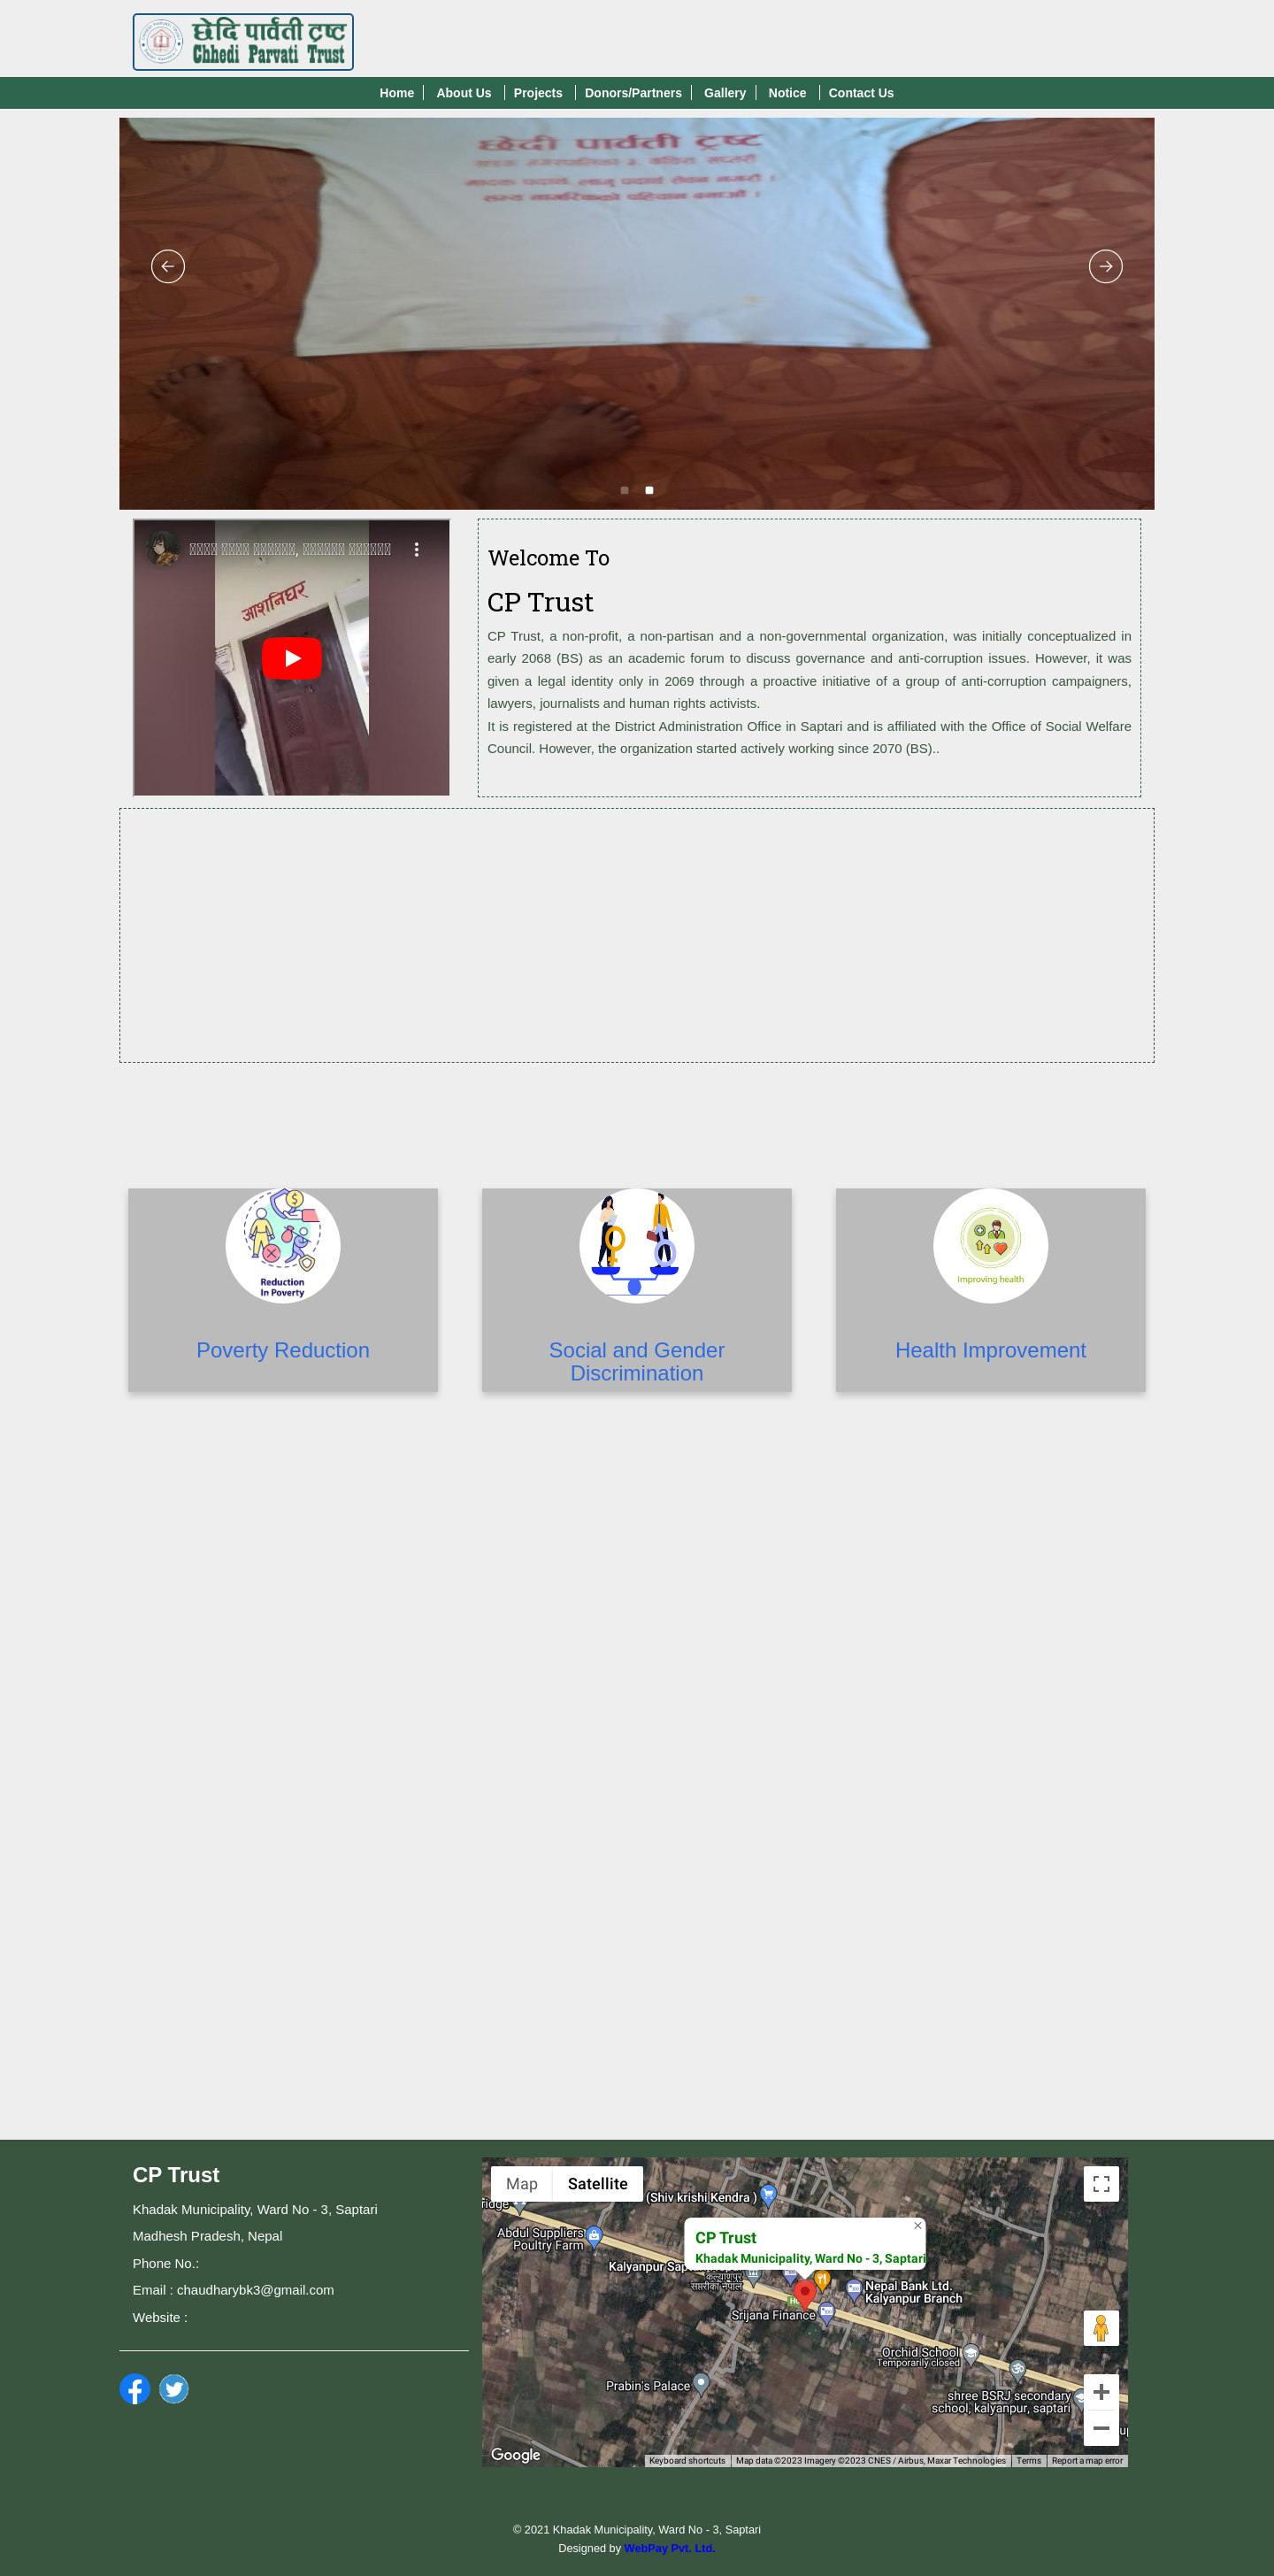 छेदि पार्वती ट्रष्ट
Chhedi Parvati Trust
Home
About Us
Projects
Donors/Partners
Gallery
Notice
Contact Us
छेदी पार्वती ट्रष्ट
आशनिघर
Welcome To
CP Trust
CP Trust, a non-profit, a non-partisan and a non-governmental organization, was initially conceptualized in
early 2068 (BS) as an academic forum to discuss governance and anti-corruption issues. However, it was
given a legal identity only in 2069 through a proactive initiative of a group of anti-corruption campaigners,
lawyers, journalists and human rights activists.
It is registered at the District Administration Office in Saptari and is affiliated with the Office of Social Welfare
Council. However, the organization started actively working since 2070 (BS)..
Reduction
In Poverty
Improving health
Poverty Reduction
Social and Gender
Discrimination
Health Improvement
CP Trust
Khadak Municipality, Ward No - 3, Saptari
Madhesh Pradesh, Nepal
Phone No.:
Email : chaudharybk3@gmail.com
Website :
Map
Satellite
(Shiv krishi Kendra )
Abdul Suppliers
Poultry Farm
CP Trust
Khadak Municipality, Ward No - 3, Saptari
Kalyanpur
कल्याणपुर
Nepal Bank Ltd.
Kalyanpur Branch
Srijana Finance
Orchid School
Temporarily closed
Prabin's Palace
shree BSRJ secondary
school, kalyanpur, saptari
Google
Keyboard shortcuts
Map data ©2023 Imagery ©2023 CNES / Airbus, Maxar Technologies
Terms
Report a map error
© 2021 Khadak Municipality, Ward No - 3, Saptari
Designed by WebPay Pvt. Ltd.